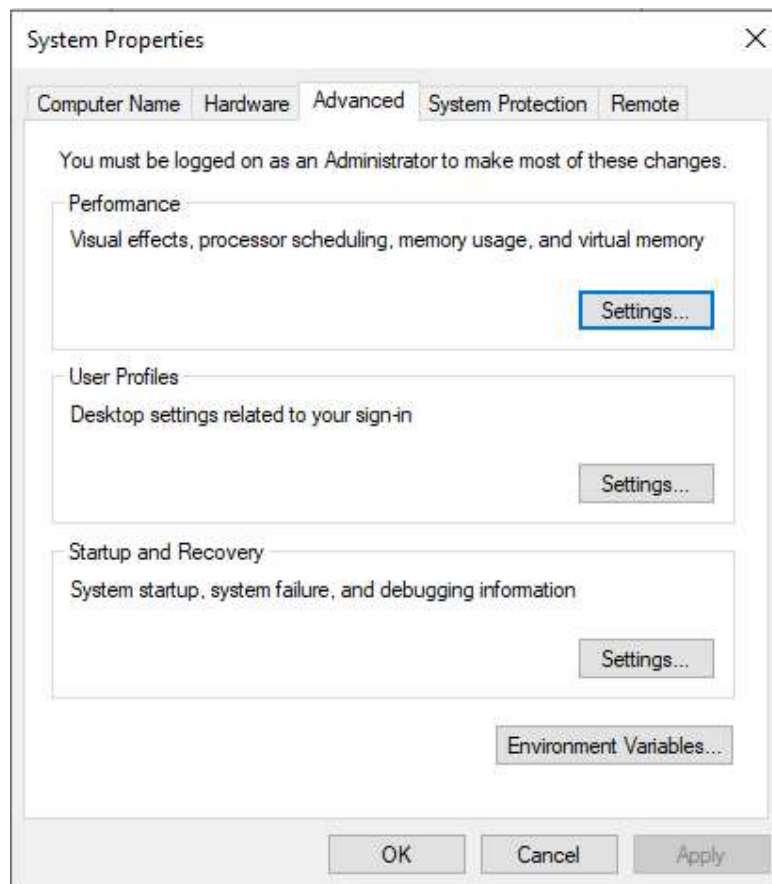 System Properties
Computer Name Hardware Advanced System Protection Remote
You must be logged on as an Administrator to make most of these changes.
Performance
Visual effects, processor scheduling, memory usage, and virtual memory
Settings...
User Profiles
Desktop settings related to your sign-in
Settings...
Startup and Recovery
System startup, system failure, and debugging information
Settings...
Environment Variables...
OK Cancel Apply